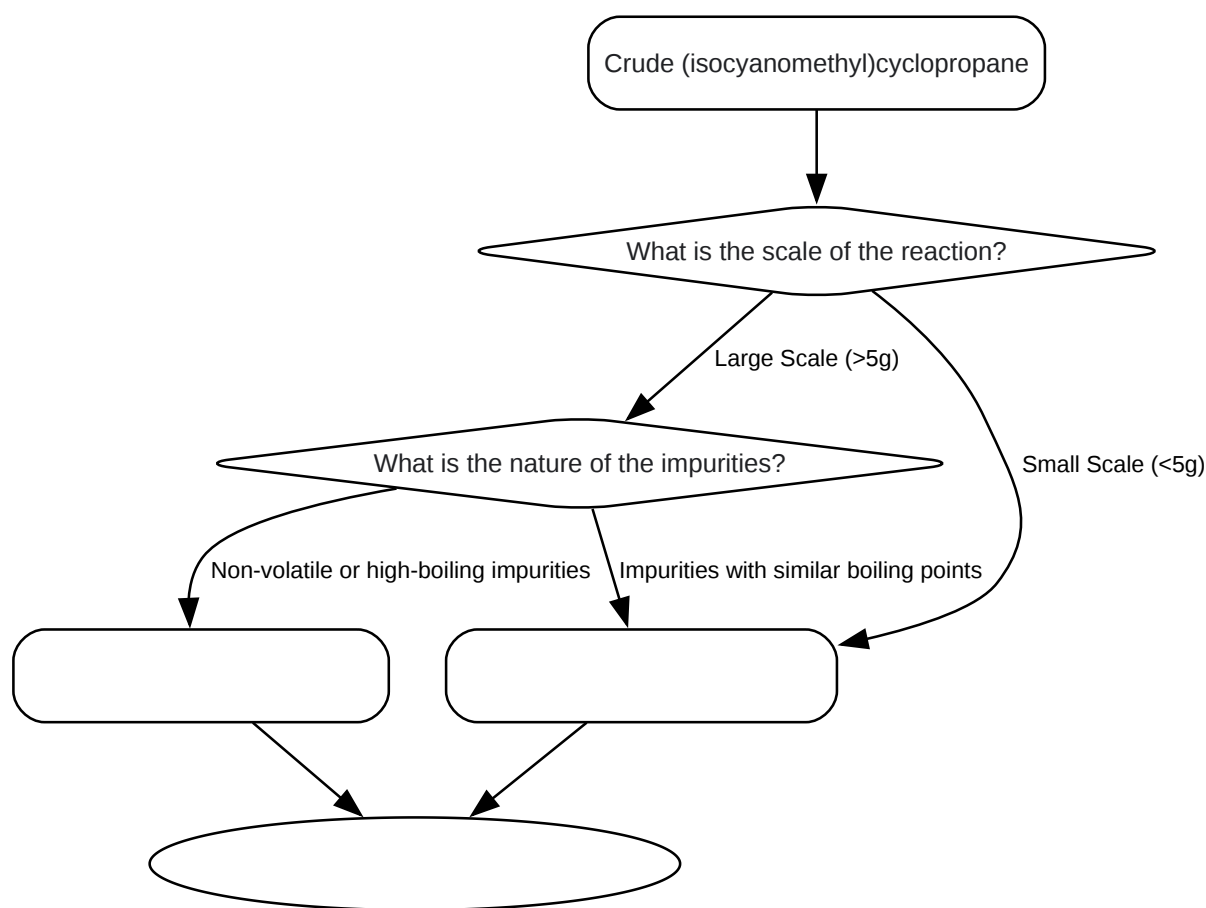 Crude (isocyanomethyl)cyclopropane
What is the scale of the reaction?
Large Scale (>5g)
What is the nature of the impurities?
Small Scale (<5g)
Non-volatile or high-boiling impurities
Impurities with similar boiling points